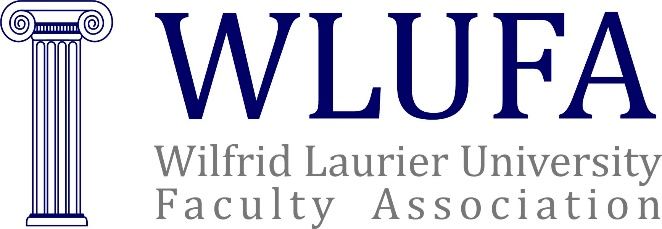 WLUFA
Wilfrid Laurier University
Faculty Association